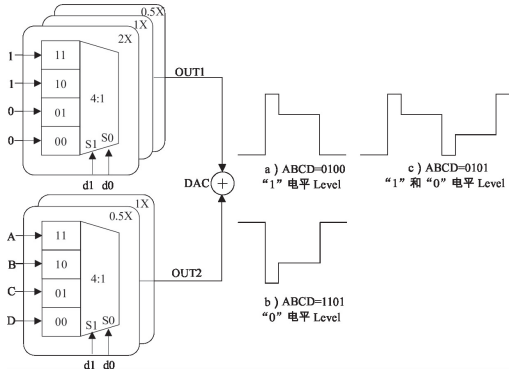 0.5X
1X
2X
1
11
1
10
0
01
0
00
4:1
S1
S0
d1 d0
OUT1
DAC
+
1X
0.5X
A
11
B
10
C
01
D
00
4:1
S1
S0
d1 d0
OUT2
a）ABCD=0100
“1”电平 Level
c）ABCD=0101
“1”和“0”电平 Level
b）ABCD=1101
“0”电平 Level